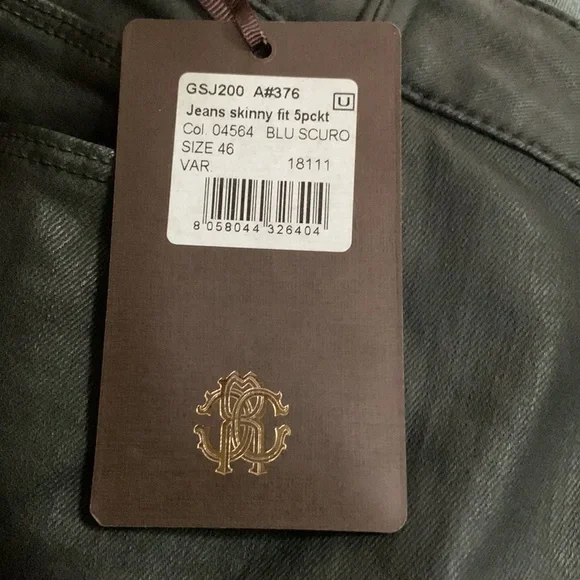 GSJ200 A#376
U
Jeans skinny fit 5pckt
Col. 04564 BLU SCURO
SIZE 46
VAR. 18111
8 058044 326404